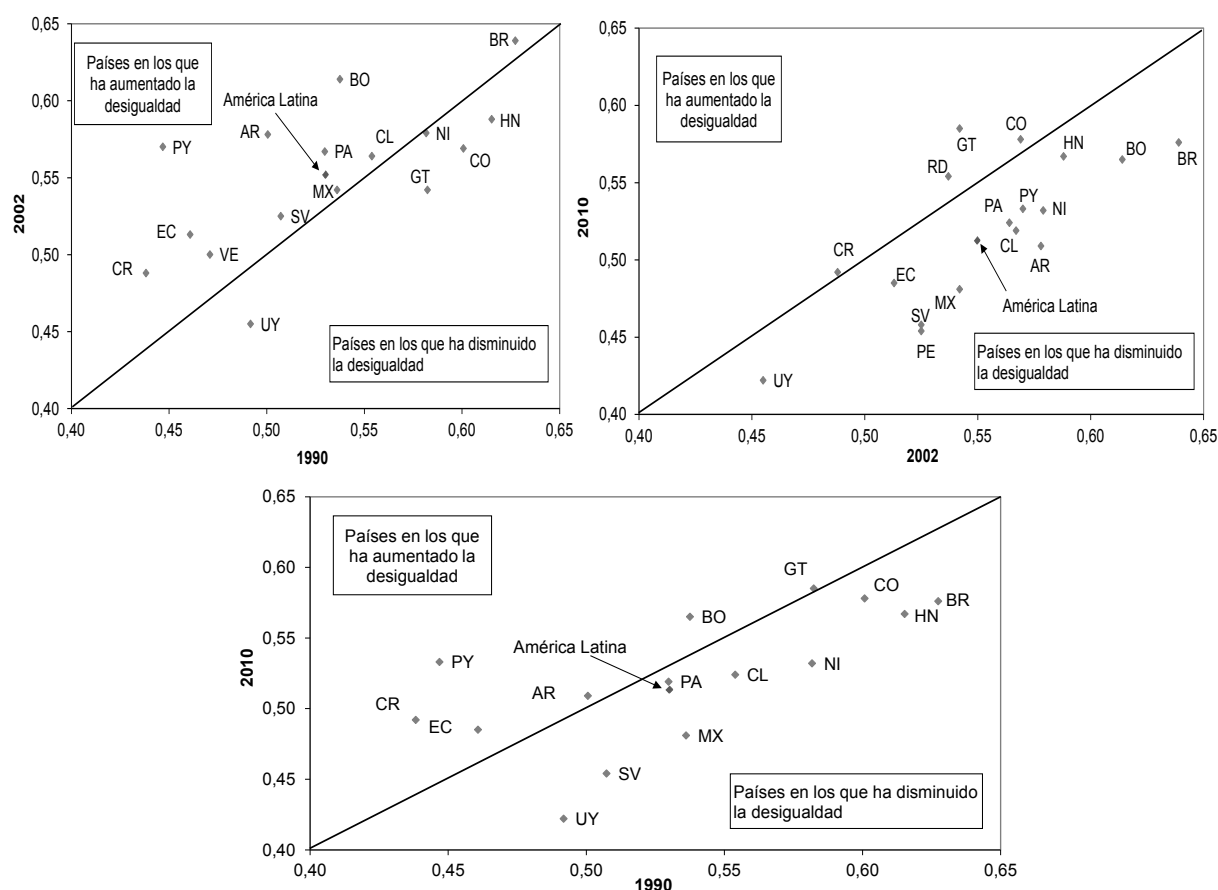 0,65
0,60
0,55
0,50
0,45
0,40
2002
Países en los que
ha aumentado la
desigualdad
América Latina
BR
BO
HN
AR
CL
NI
PY
PA
CO
MX
GT
SV
EC
VE
CR
UY
Países en los que ha disminuido
la desigualdad
0,40
0,45
0,50
0,55
0,60
0,65
1990
0,65
0,60
0,55
0,50
0,45
0,40
2010
Países en los que
ha aumentado la
desigualdad
CO
GT
HN
BO
BR
RD
PA
PY
NI
CL
AR
CR
EC
América Latina
MX
SV
PE
UY
Países en los que ha disminuido
la desigualdad
0,40
0,45
0,50
0,55
0,60
0,65
2002
0,65
0,60
0,55
0,50
0,45
0,40
2010
Países en los que
ha aumentado la
desigualdad
GT
CO
BR
HN
BO
América Latina
PY
PA
CL
NI
AR
CR
EC
MX
SV
UY
Países en los que ha disminuido
la desigualdad
0,40
0,45
0,50
0,55
0,60
0,65
1990